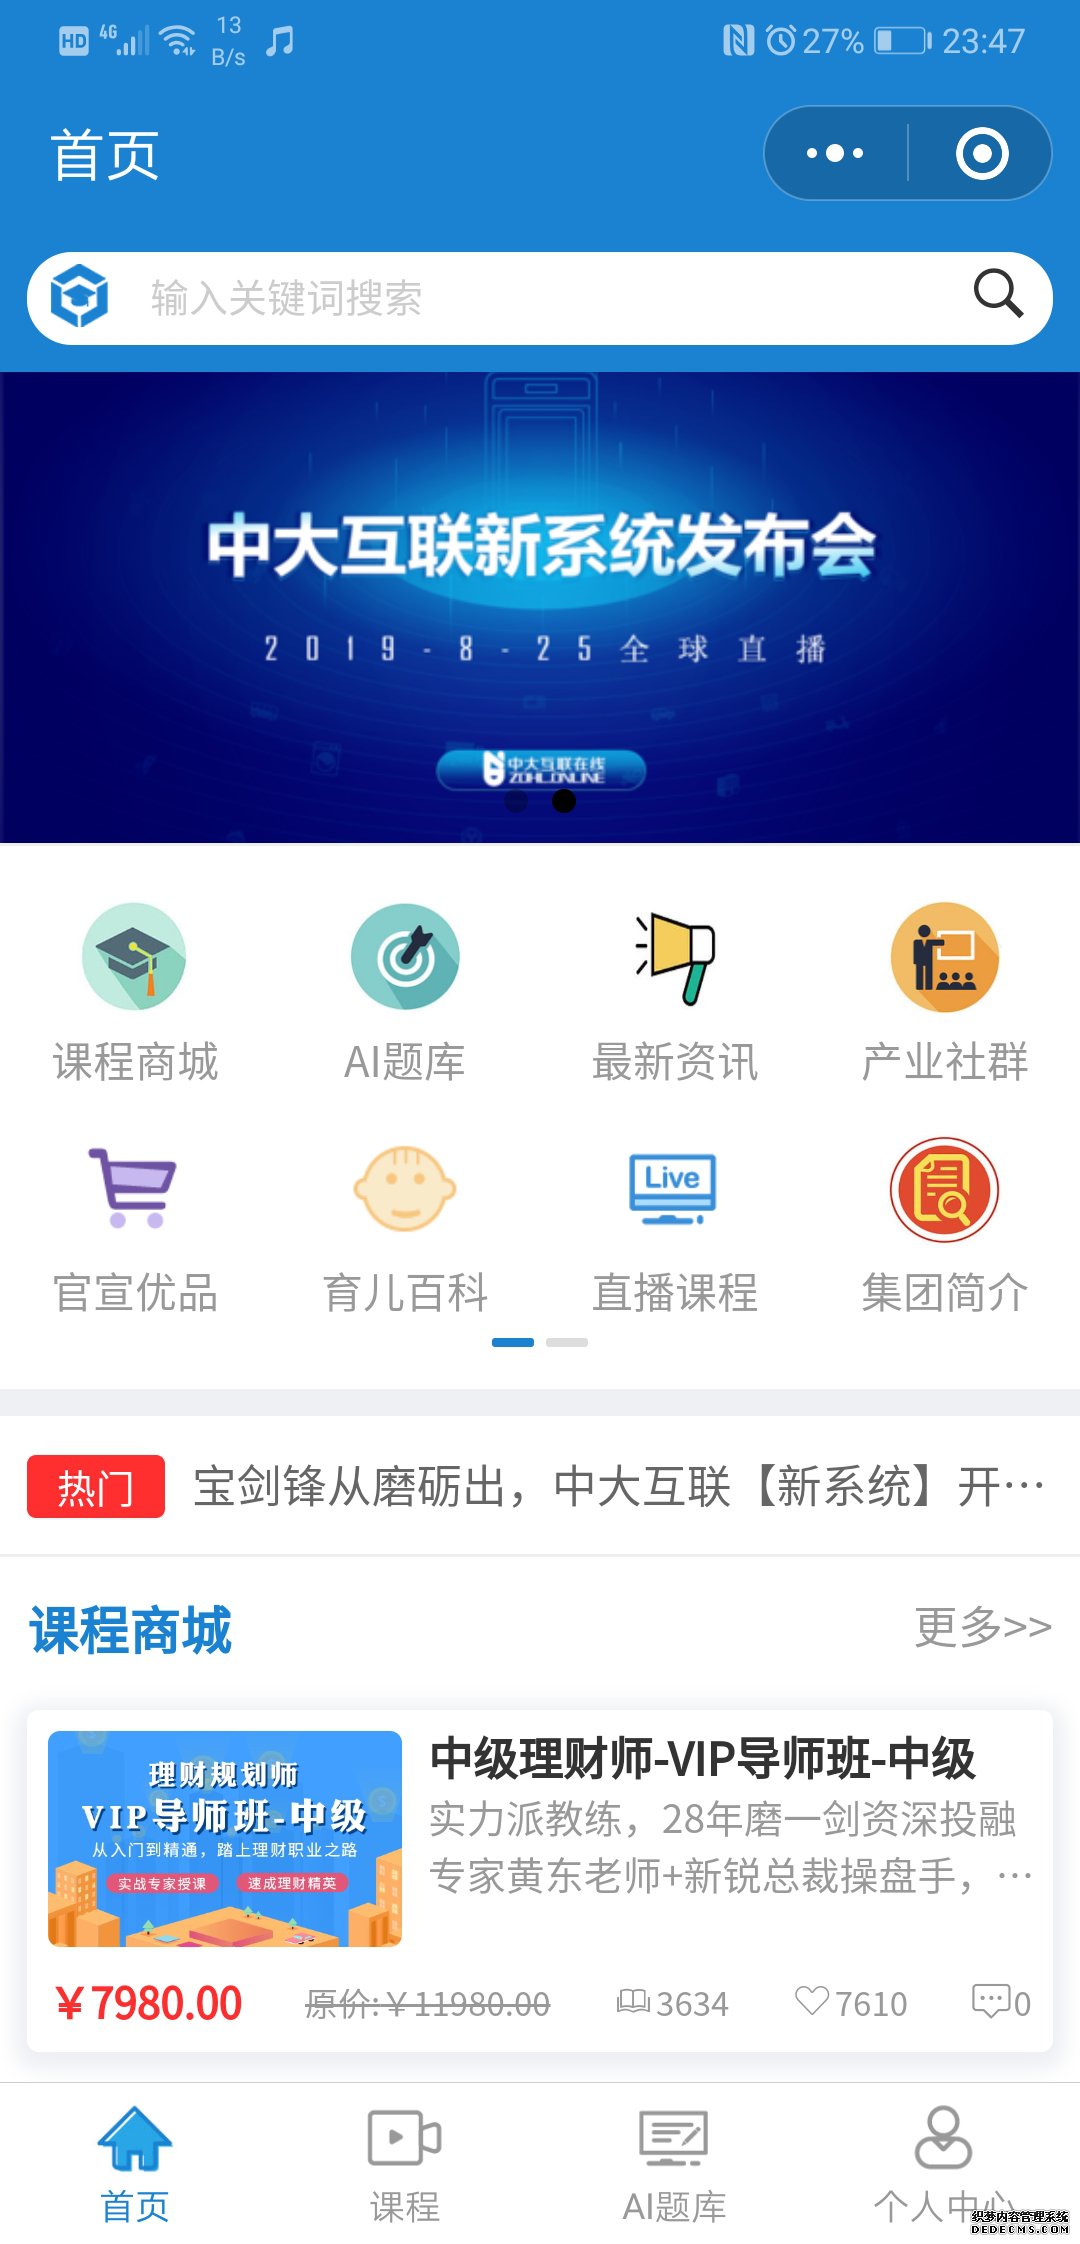 HD 4G 13 B/s 27% 23:47
首页
输入关键词搜索
中大互联新系统发布会
2019-8-25全球直播
中大互联在线
ZDHL.ONLINE
课程商城 AI题库 最新资讯 产业社群
Live
官宣优品 育儿百科 直播课程 集团简介
热门 宝剑锋从磨砺出，中大互联【新系统】开…
课程商城 更多>>
理财规划师
VIP导师班-中级
从入门到精通，踏上理财职业之路
实战专家授课 速成理财精英
中级理财师-VIP导师班-中级
实力派教练，28年磨一剑资深投融
专家黄东老师+新锐总裁操盘手，…
￥7980.00 原价:￥11980.00 3634 7610 0
首页 课程 AI题库 个人中心
织梦内容管理系统
DEDECMS.COM